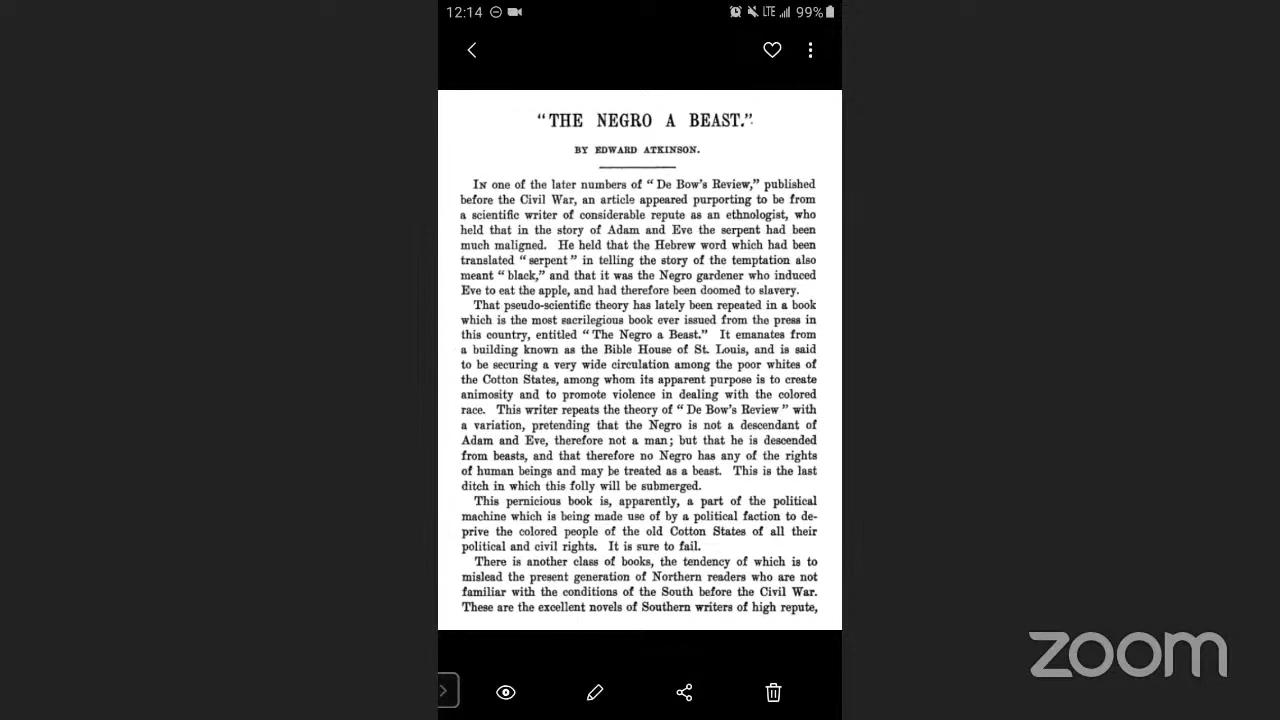 12:14
LTE 99%
"THE NEGRO A BEAST."
BY EDWARD ATKINSON.
IN one of the later numbers of "De Bow's Review," published
before the Civil War, an article appeared purporting to be from
a scientific writer of considerable repute as an ethnologist, who
held that in the story of Adam and Eve the serpent had been
much maligned. He held that the Hebrew word which had been
translated "serpent" in telling the story of the temptation also
meant "black," and that it was the Negro gardener who induced
Eve to eat the apple, and had therefore been doomed to slavery.
That pseudo-scientific theory has lately been repeated in a book
which is the most sacrilegious book ever issued from the press in
this country, entitled "The Negro a Beast." It emanates from
a building known as the Bible House of St. Louis, and is said
to be securing a very wide circulation among the poor whites of
the Cotton States, among whom its apparent purpose is to create
animosity and to promote violence in dealing with the colored
race. This writer repeats the theory of "De Bow's Review" with
a variation, pretending that the Negro is not a descendant of
Adam and Eve, therefore not a man; but that he is descended
from beasts, and that therefore no Negro has any of the rights
of human beings and may be treated as a beast. This is the last
ditch in which this folly will be submerged.
This pernicious book is, apparently, a part of the political
machine which is being made use of by a political faction to de-
prive the colored people of the old Cotton States of all their
political and civil rights. It is sure to fail.
There is another class of books, the tendency of which is to
mislead the present generation of Northern readers who are not
familiar with the conditions of the South before the Civil War.
These are the excellent novels of Southern writers of high repute,
zoom